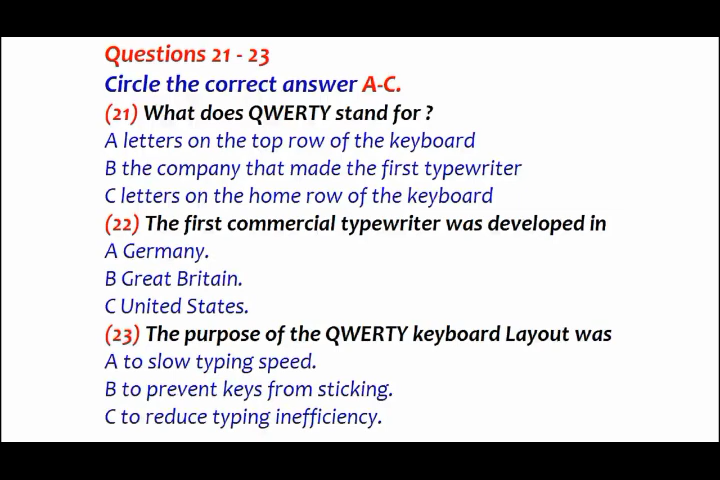 Questions 21 - 23
Circle the correct answer A-C.
(21) What does QWERTY stand for ?
A letters on the top row of the keyboard
B the company that made the first typewriter
C letters on the home row of the keyboard
(22) The first commercial typewriter was developed in
A Germany.
B Great Britain.
C United States.
(23) The purpose of the QWERTY keyboard Layout was
A to slow typing speed.
B to prevent keys from sticking.
C to reduce typing inefficiency.